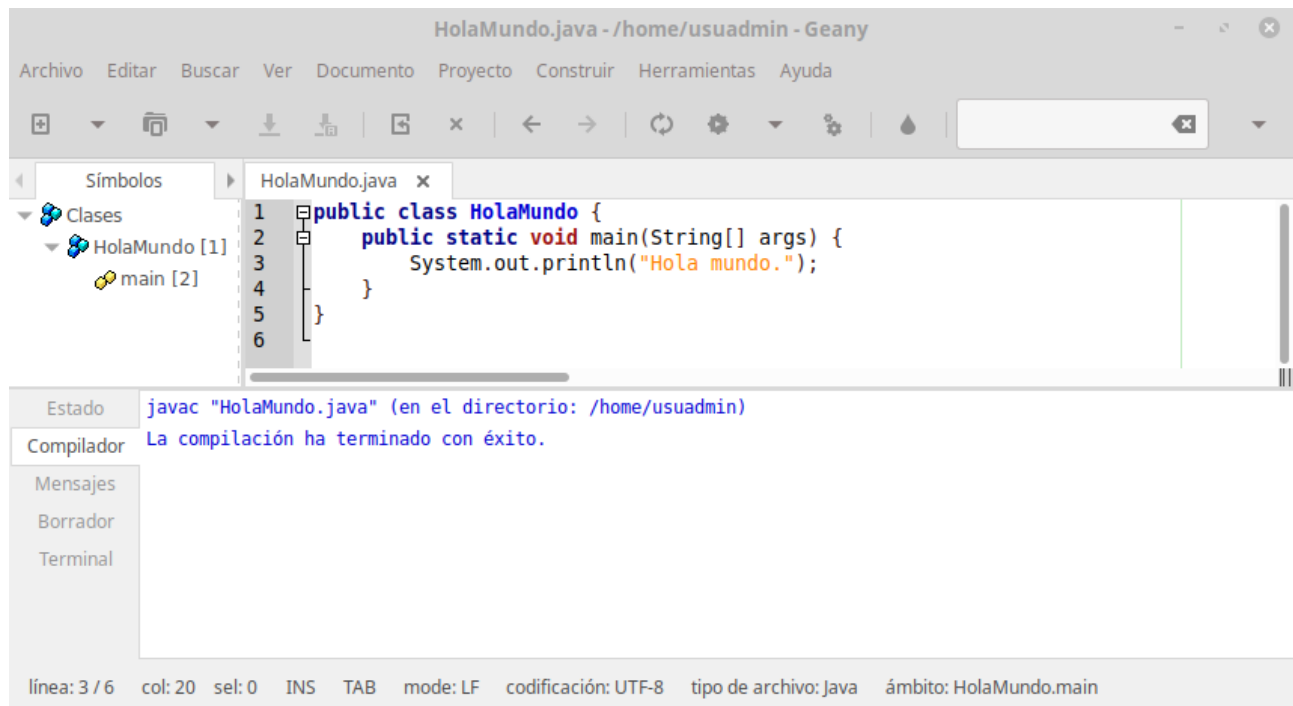 HolaMundo.java - /home/usuadmin - Geany
Archivo Editar Buscar Ver Documento Proyecto Construir Herramientas Ayuda
Símbolos
HolaMundo.java
Clases
HolaMundo [1]
main [2]
1 public class HolaMundo {
2 public static void main(String[] args) {
3 System.out.println("Hola mundo.");
4 }
5 }
6
Estado
Compilador
Mensajes
Borrador
Terminal
javac "HolaMundo.java" (en el directorio: /home/usuadmin)
La compilación ha terminado con éxito.
línea: 3 / 6 col: 20 sel: 0 INS TAB mode: LF codificación: UTF-8 tipo de archivo: Java ámbito: HolaMundo.main